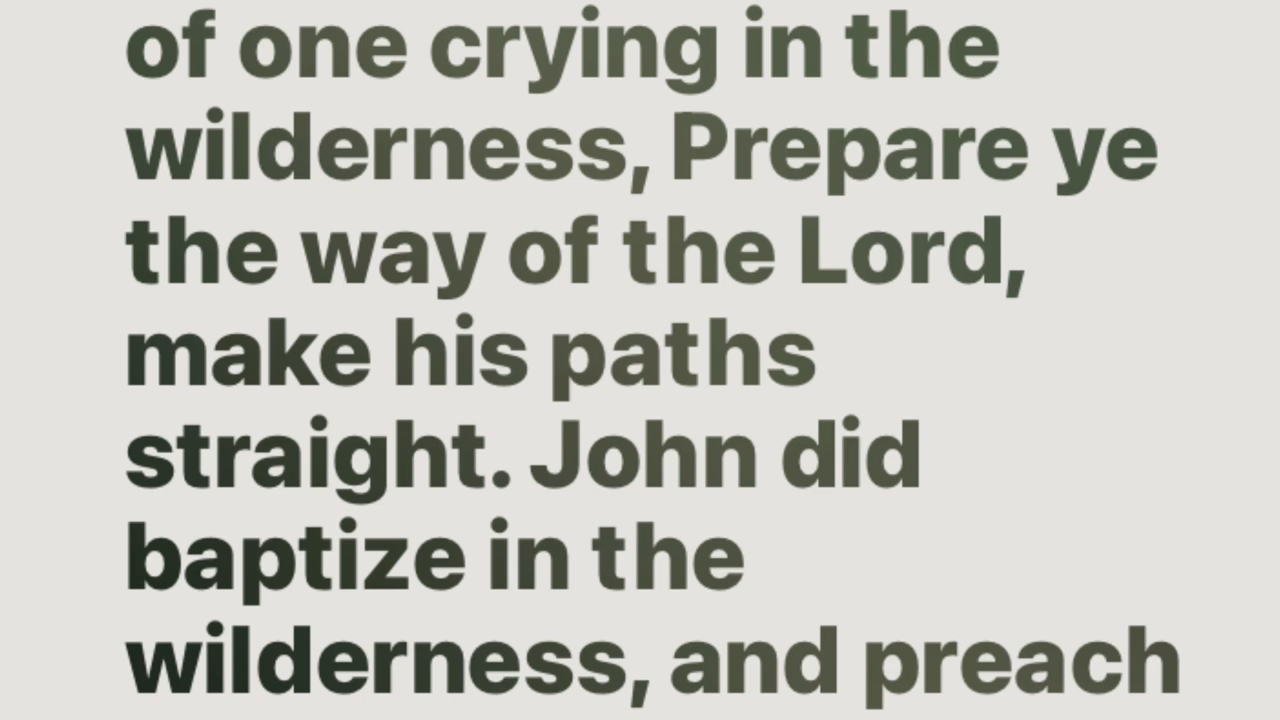 of one crying in the
wilderness, Prepare ye
the way of the Lord,
make his paths
straight. John did
baptize in the
wilderness, and preach